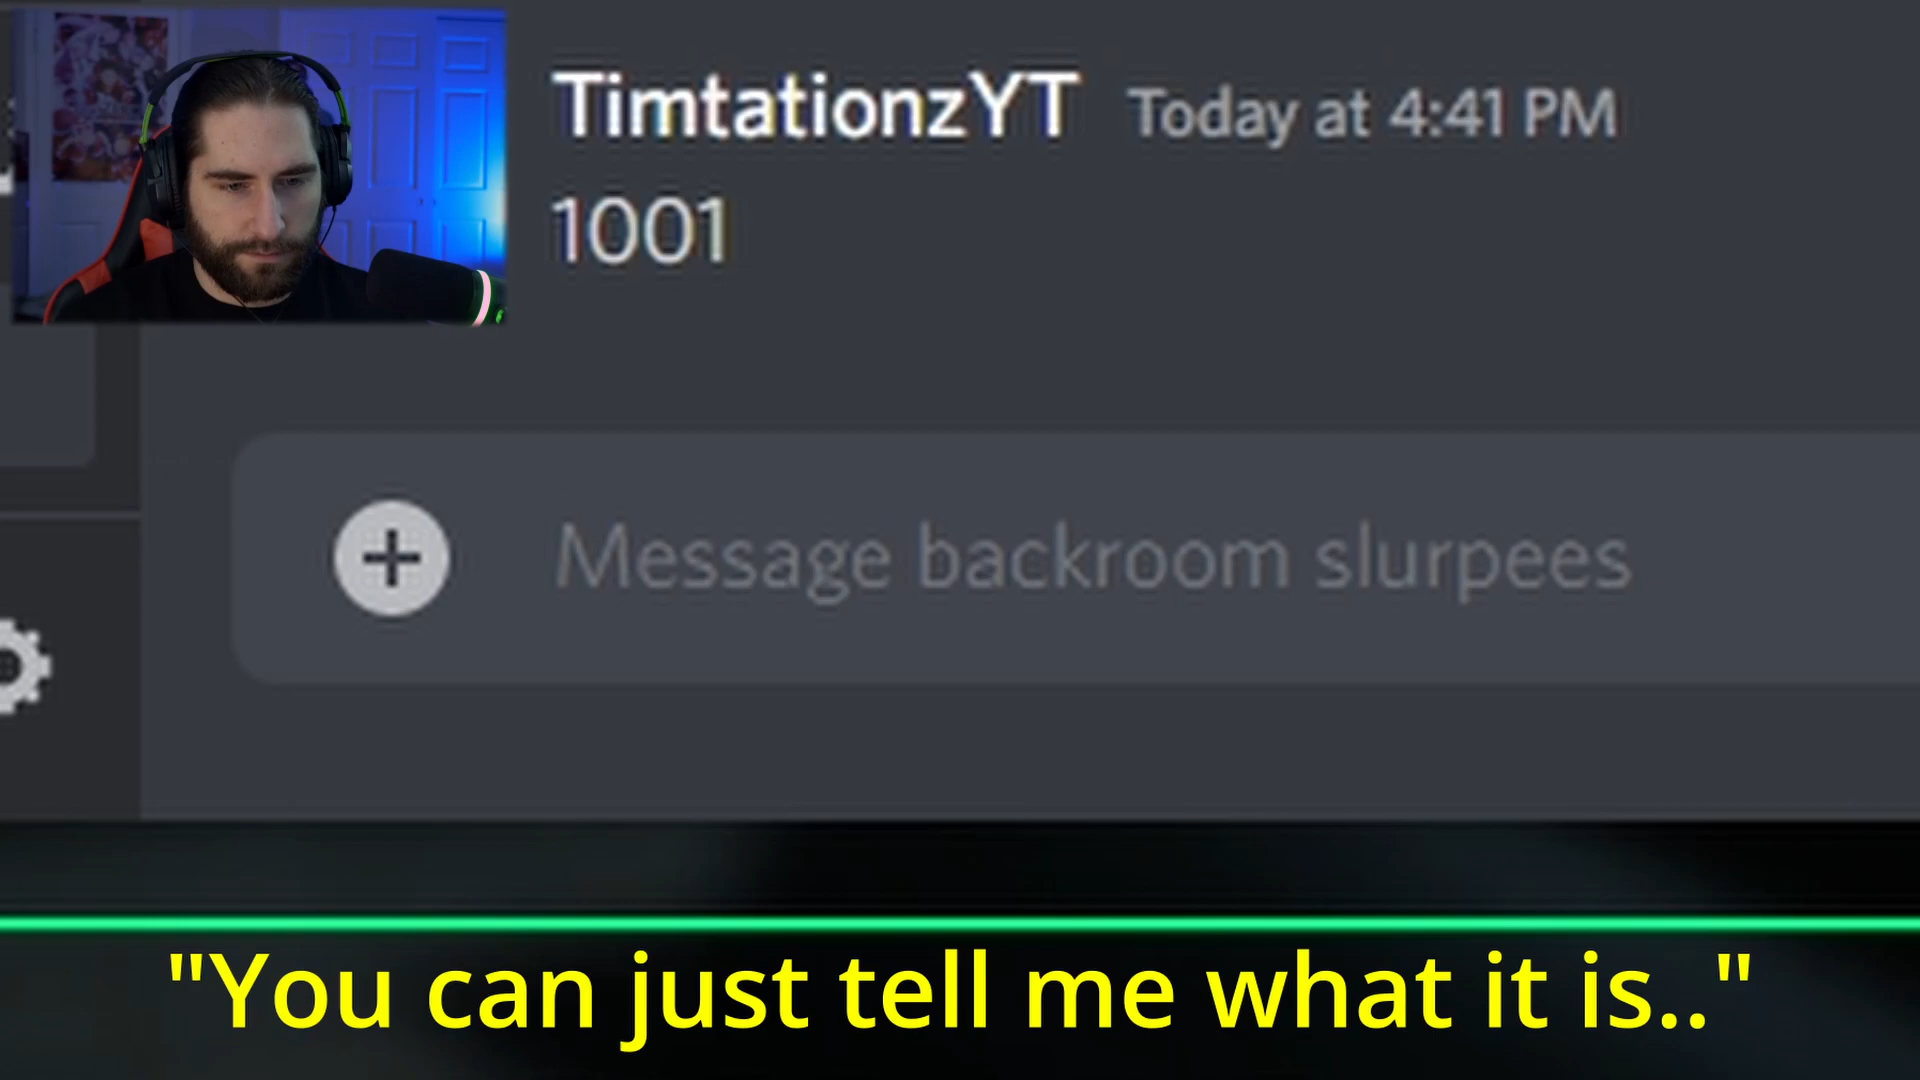 TimtationzYT Today at 4:41 PM
1001
Message backroom slurpees
"You can just tell me what it is.."